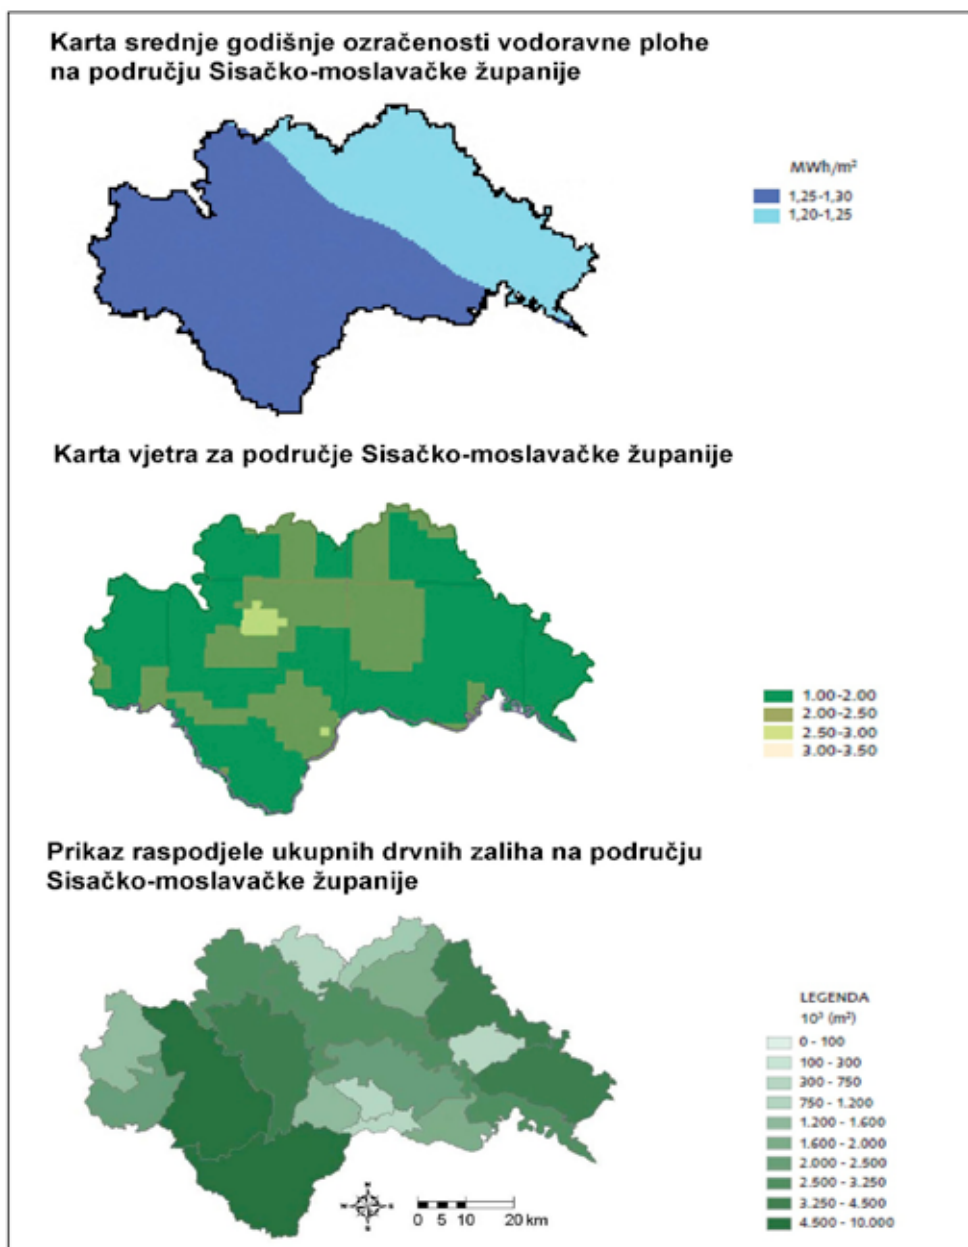 Karta srednje godišnje ozračenosti vodoravne plohe
na području Sisačko-moslavačke županije
MWh/m²
1,25-1,30
1,20-1,25
Karta vjetra za područje Sisačko-moslavačke županije
1.00-2.00
2.00-2.50
2.50-3.00
3.00-3.50
Prikaz raspodjele ukupnih drvnih zaliha na području
Sisačko-moslavačke županije
LEGENDA
10³ (m²)
0 - 100
100 - 300
300 - 750
750 - 1.200
1.200 - 1.600
1.600 - 2.000
2.000 - 2.500
2.500 - 3.250
3.250 - 4.500
4.500 - 10.000
0 5 10 20 km